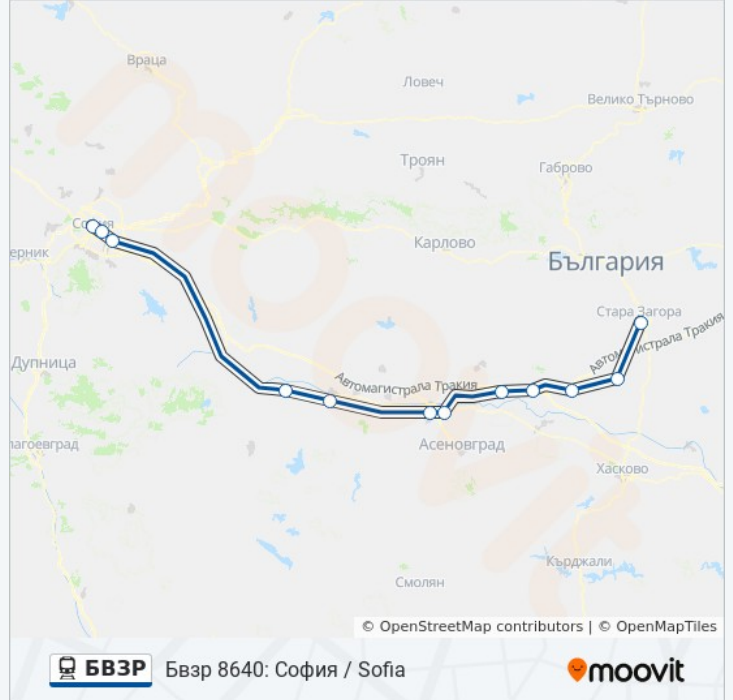 Враца
Ловеч
Велико Търново
Троян
Габрово
София
Карлово
ерник
България
Стара Загора
Автомагистрала Тракия
Дупница
Автомагистрала Тракия
лагоевград
Асеновград
Хасково
Кърджали
Смолян
moovit
© OpenStreetMap contributors | © OpenMapTiles
БВЗР Бвзр 8640: София / Sofia
moovit